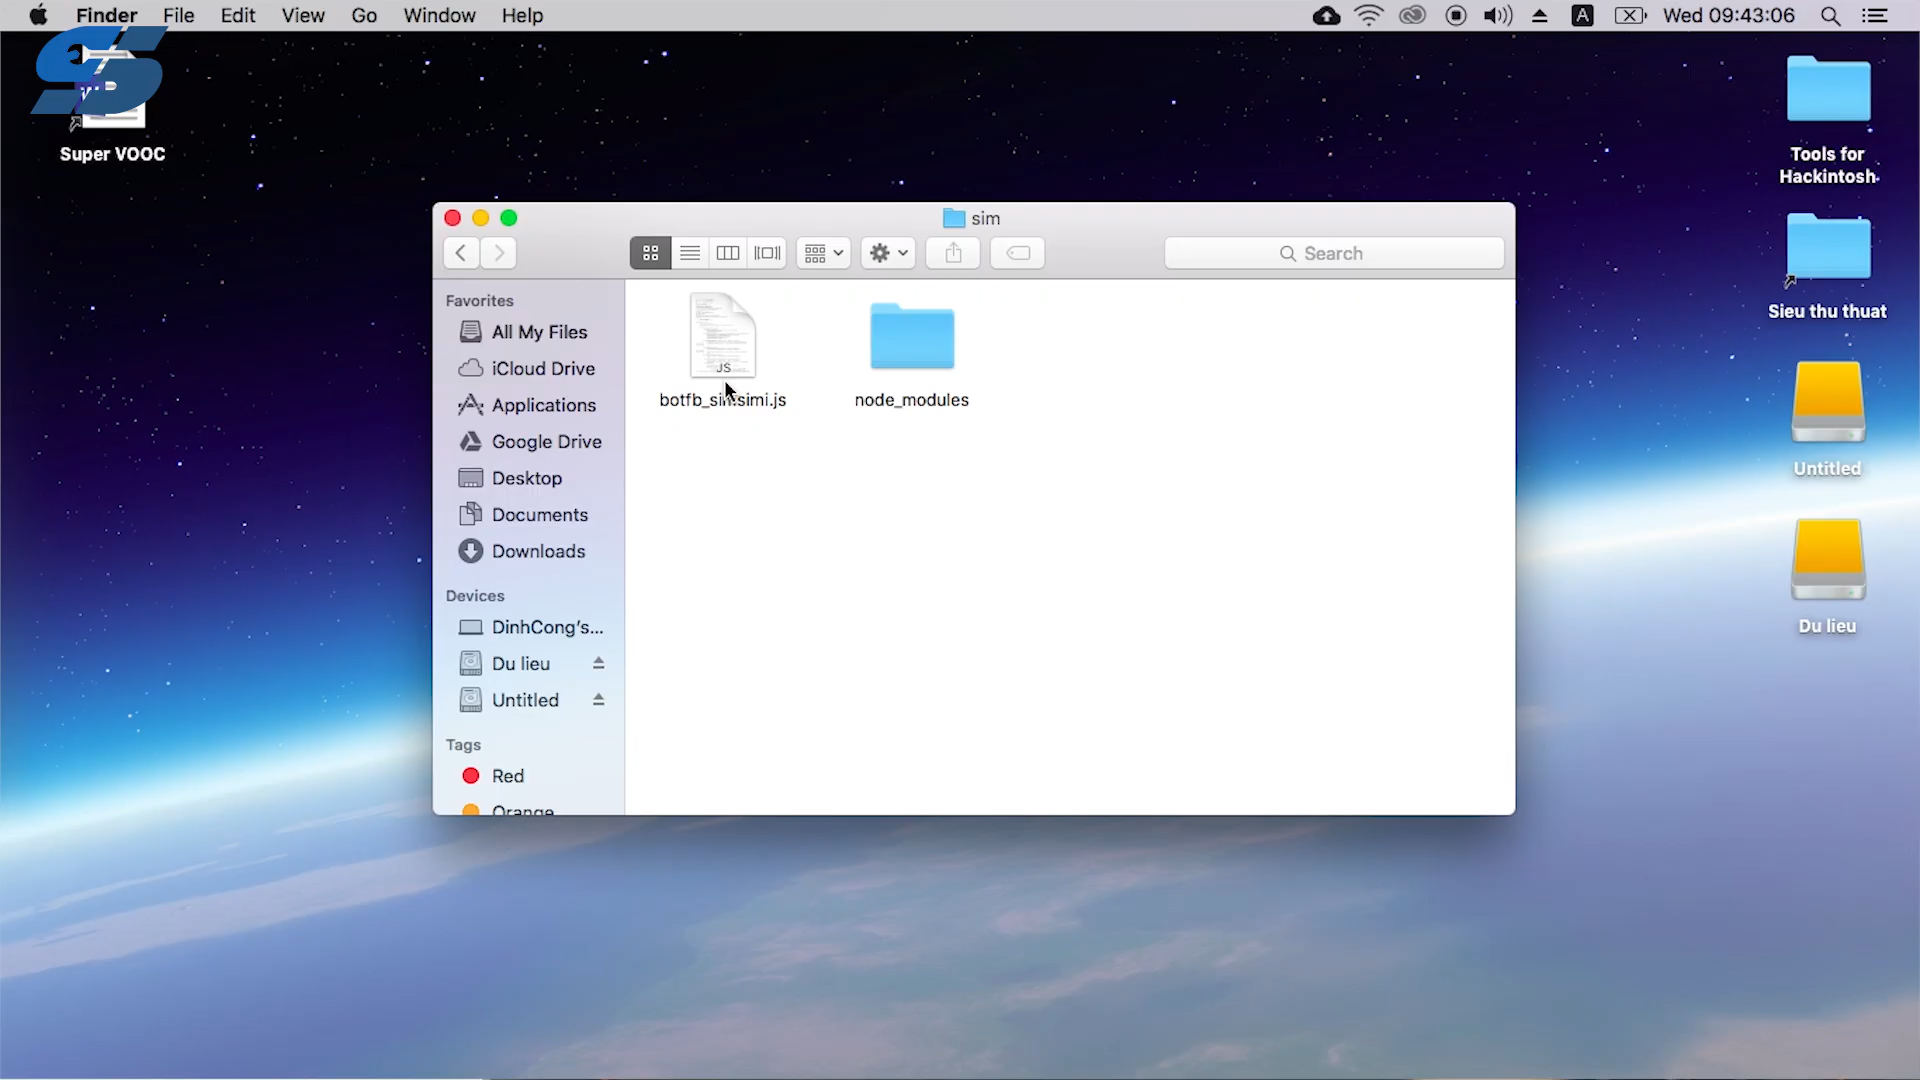 Finder File Edit View Go Window Help
A
Wed 09:43:06
Super VOOC
Tools for
Hackintosh
Sieu thu thuat
Untitled
Du lieu
sim
Search
Favorites
All My Files
iCloud Drive
Applications
Google Drive
Desktop
Documents
Downloads
Devices
DinhCong's...
Du lieu
Untitled
Tags
Red
Orange
JS
botfb_simsimi.js
node_modules